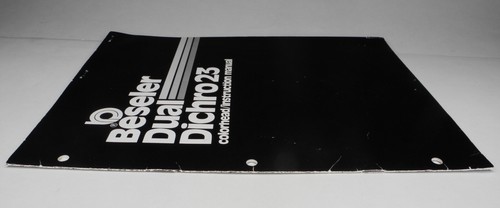 Beseler
Dual
Dichro23
colorhead/instruction manual